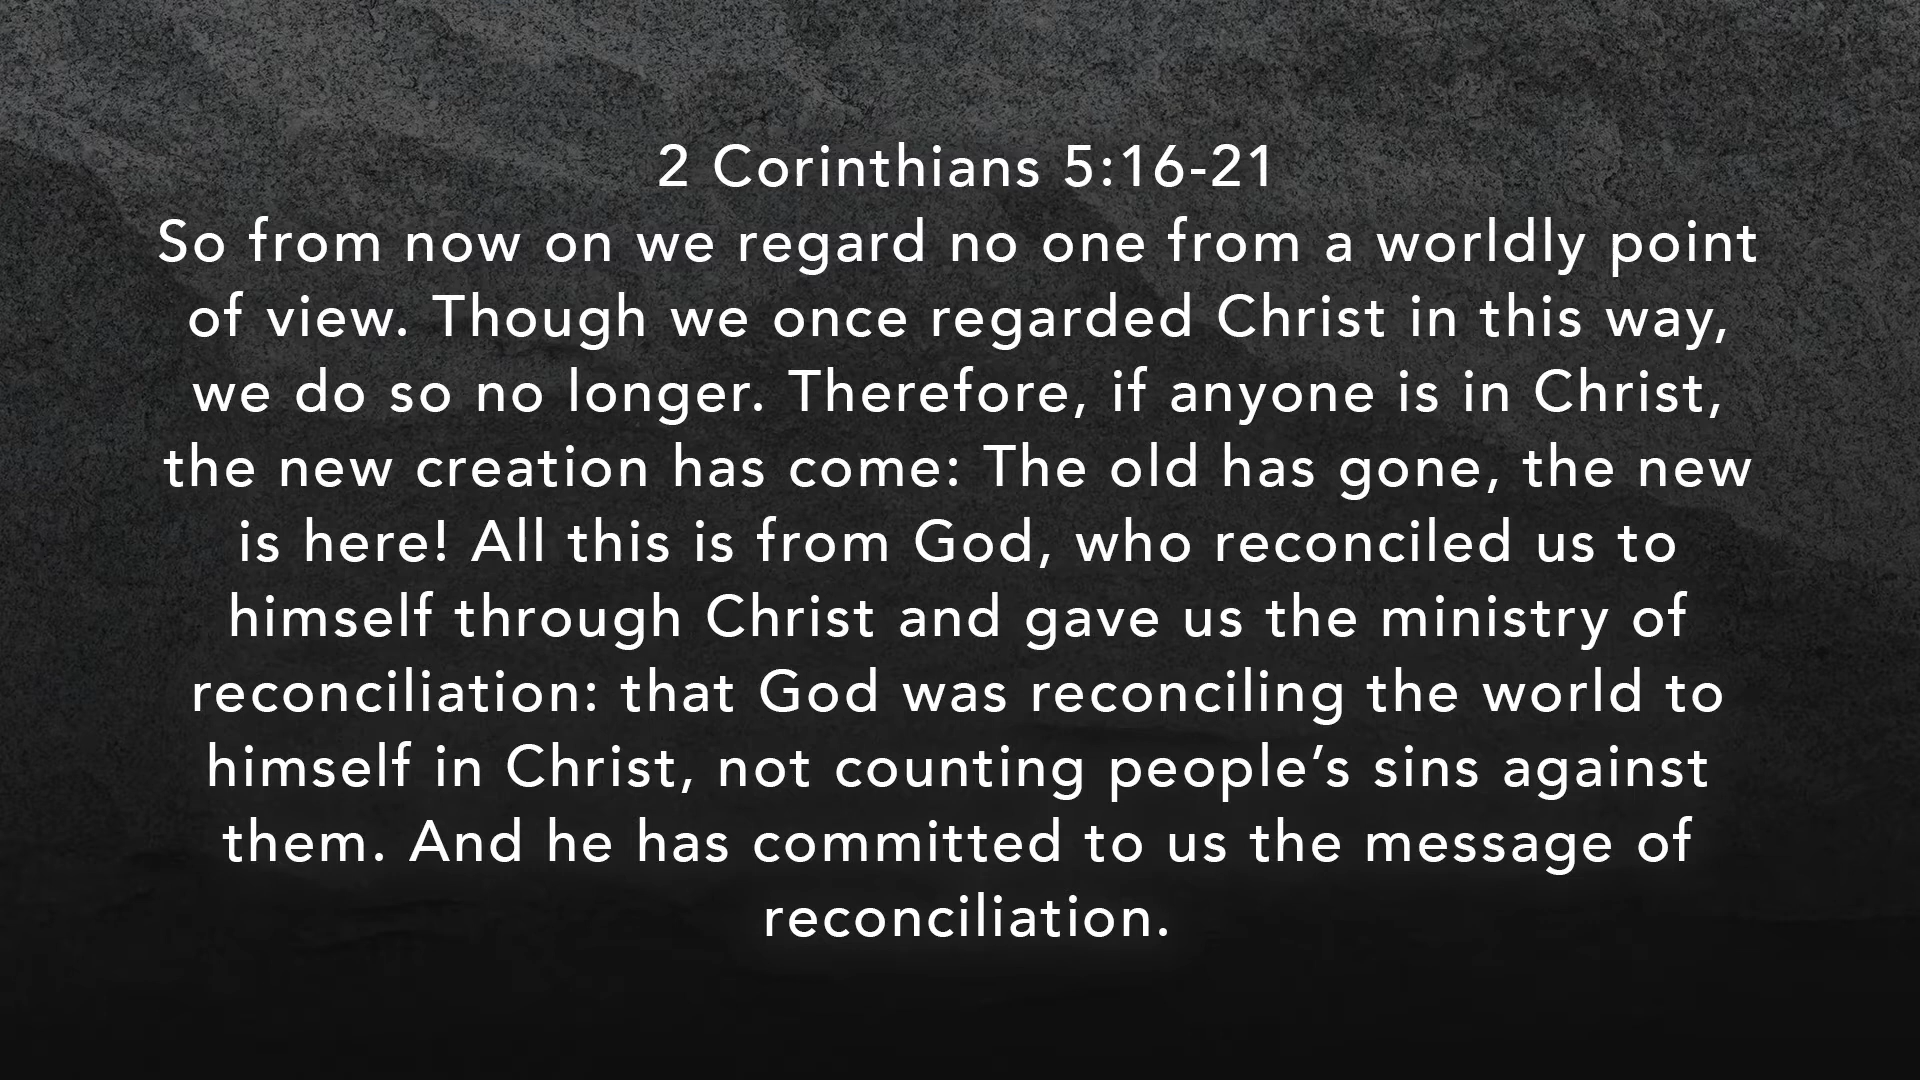 2 Corinthians 5:16-21
So from now on we regard no one from a worldly point
of view. Though we once regarded Christ in this way,
we do so no longer. Therefore, if anyone is in Christ,
the new creation has come: The old has gone, the new
is here! All this is from God, who reconciled us to
himself through Christ and gave us the ministry of
reconciliation: that God was reconciling the world to
himself in Christ, not counting people’s sins against
them. And he has committed to us the message of
reconciliation.